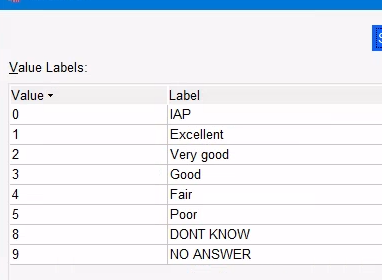 Value Labels:
Value Label
0 IAP
1 Excellent
2 Very good
3 Good
4 Fair
5 Poor
8 DONT KNOW
9 NO ANSWER